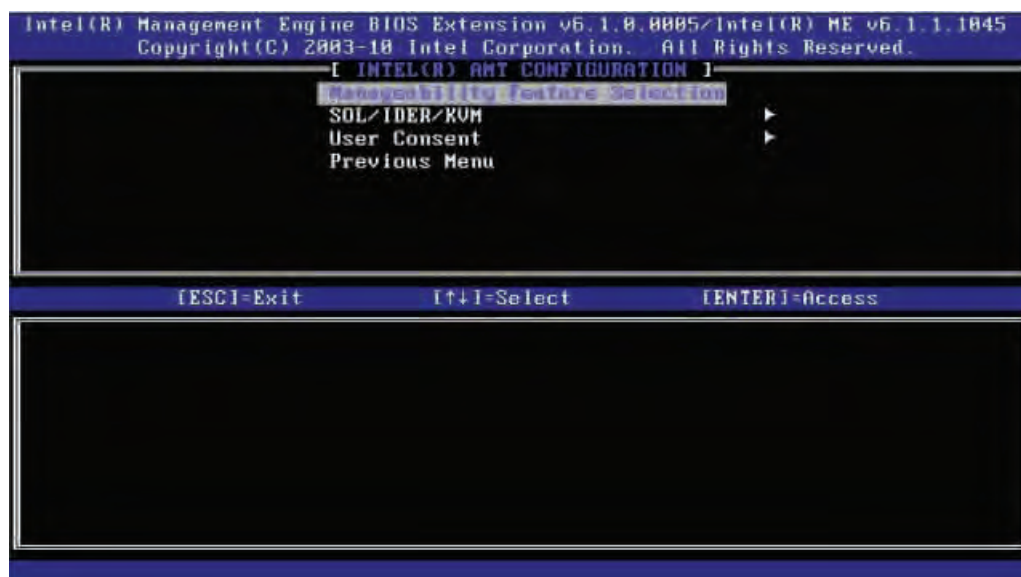 Intel(R) Management Engine BIOS Extension v6.1.0.0005/Intel(R) ME v6.1.1.1045
Copyright(C) 2003-10 Intel Corporation. All Rights Reserved.
[ INTEL(R) AMT CONFIGURATION ]
Manageability Feature Selection
SOL/IDER/KVM ►
User Consent ►
Previous Menu
[ESC]=Exit [↑↓]=Select [ENTER]=Access